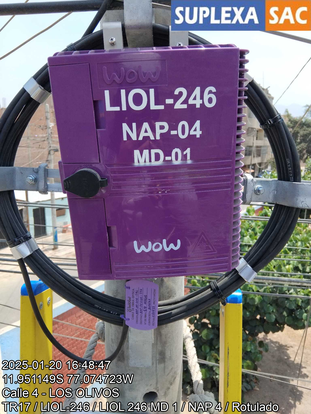 SUPLEXA SAC
WOW
LIOL-246
NAP-04
MD-01
WOW
2025-01-20 16:48:47
11.951149S 77.074723W
Calle 4 - LOS OLIVOS
TR17 / LIOL-246 / LIOL 246 MD 1 / NAP 4 / Rotulado